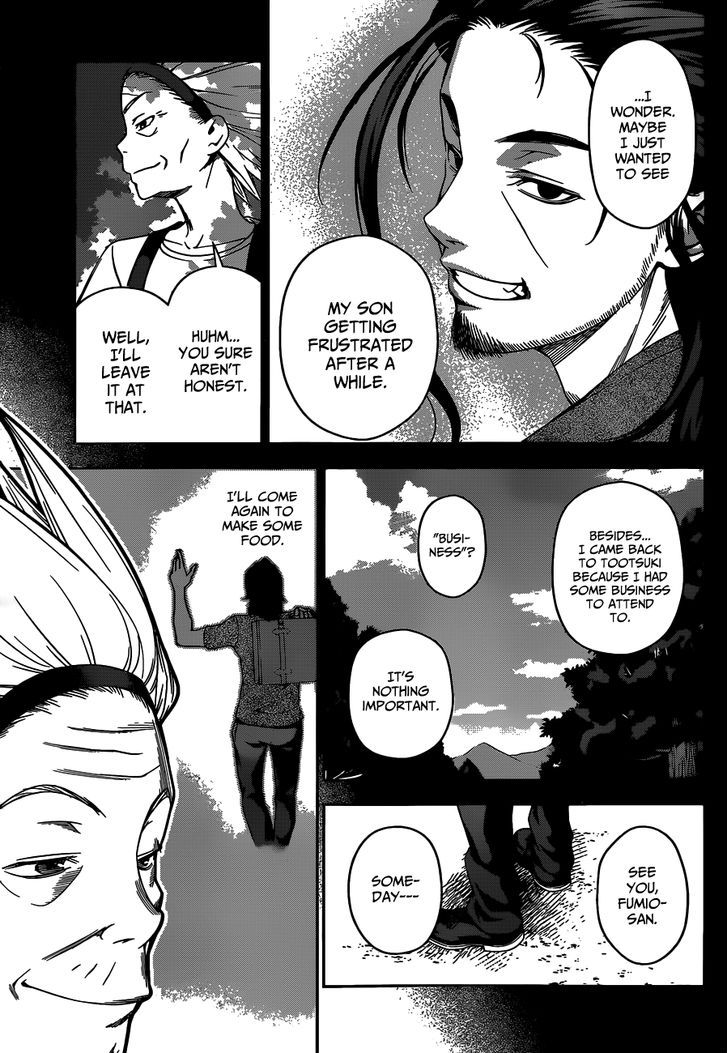 ...I
WONDER.
MAYBE
I JUST
WANTED
TO SEE
MY SON
GETTING
FRUSTRATED
AFTER A
WHILE.
HUHM...
YOU SURE
AREN'T
HONEST.
WELL,
I'LL
LEAVE
IT AT
THAT.
BESIDES...
I CAME BACK
TO TOOTSUKI
BECAUSE I HAD
SOME BUSINESS
TO ATTEND
TO.
"BUSI-
NESS"?
IT'S
NOTHING
IMPORTANT.
SEE
YOU,
FUMIO-
SAN.
SOME-
DAY---
I'LL COME
AGAIN TO
MAKE SOME
FOOD.